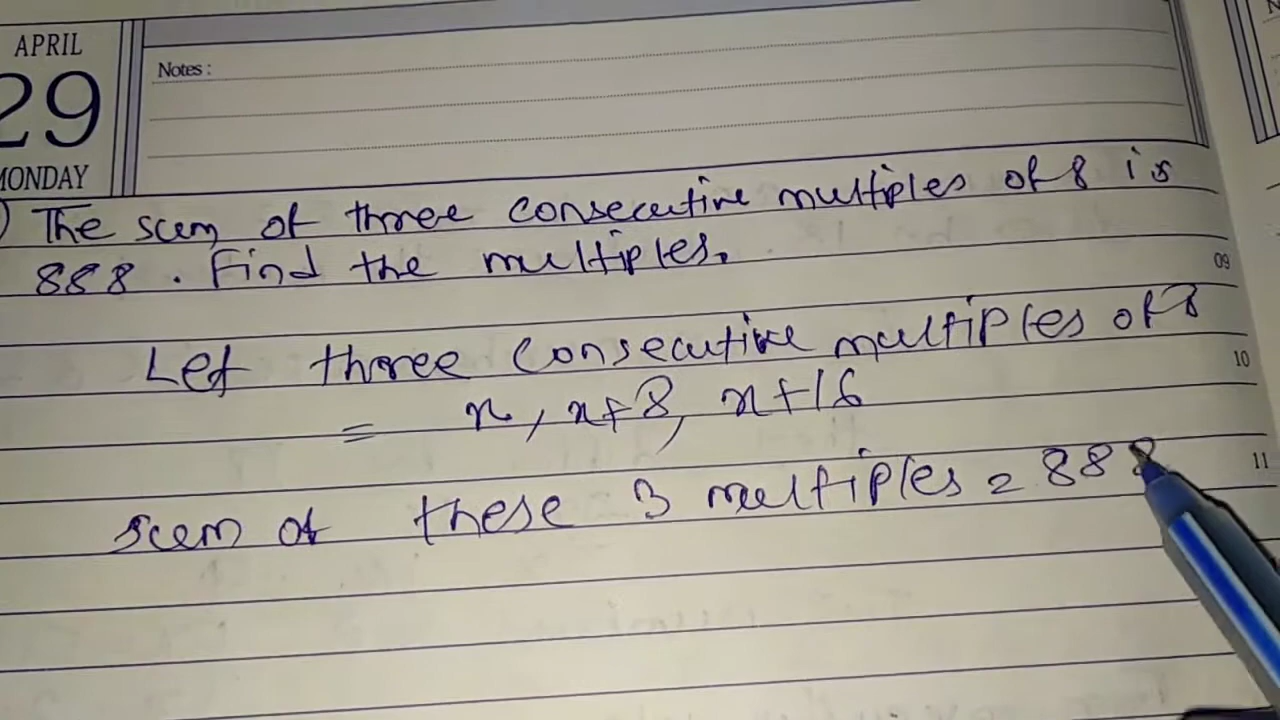 APRIL
29
MONDAY
Notes :
) The sum of three consecutive multiples of 8 is
888 . Find the multiples.
09
Let three consecutive multiples of 8
10
= x, x+8, x+16
11
sum of these 3 multiples = 888